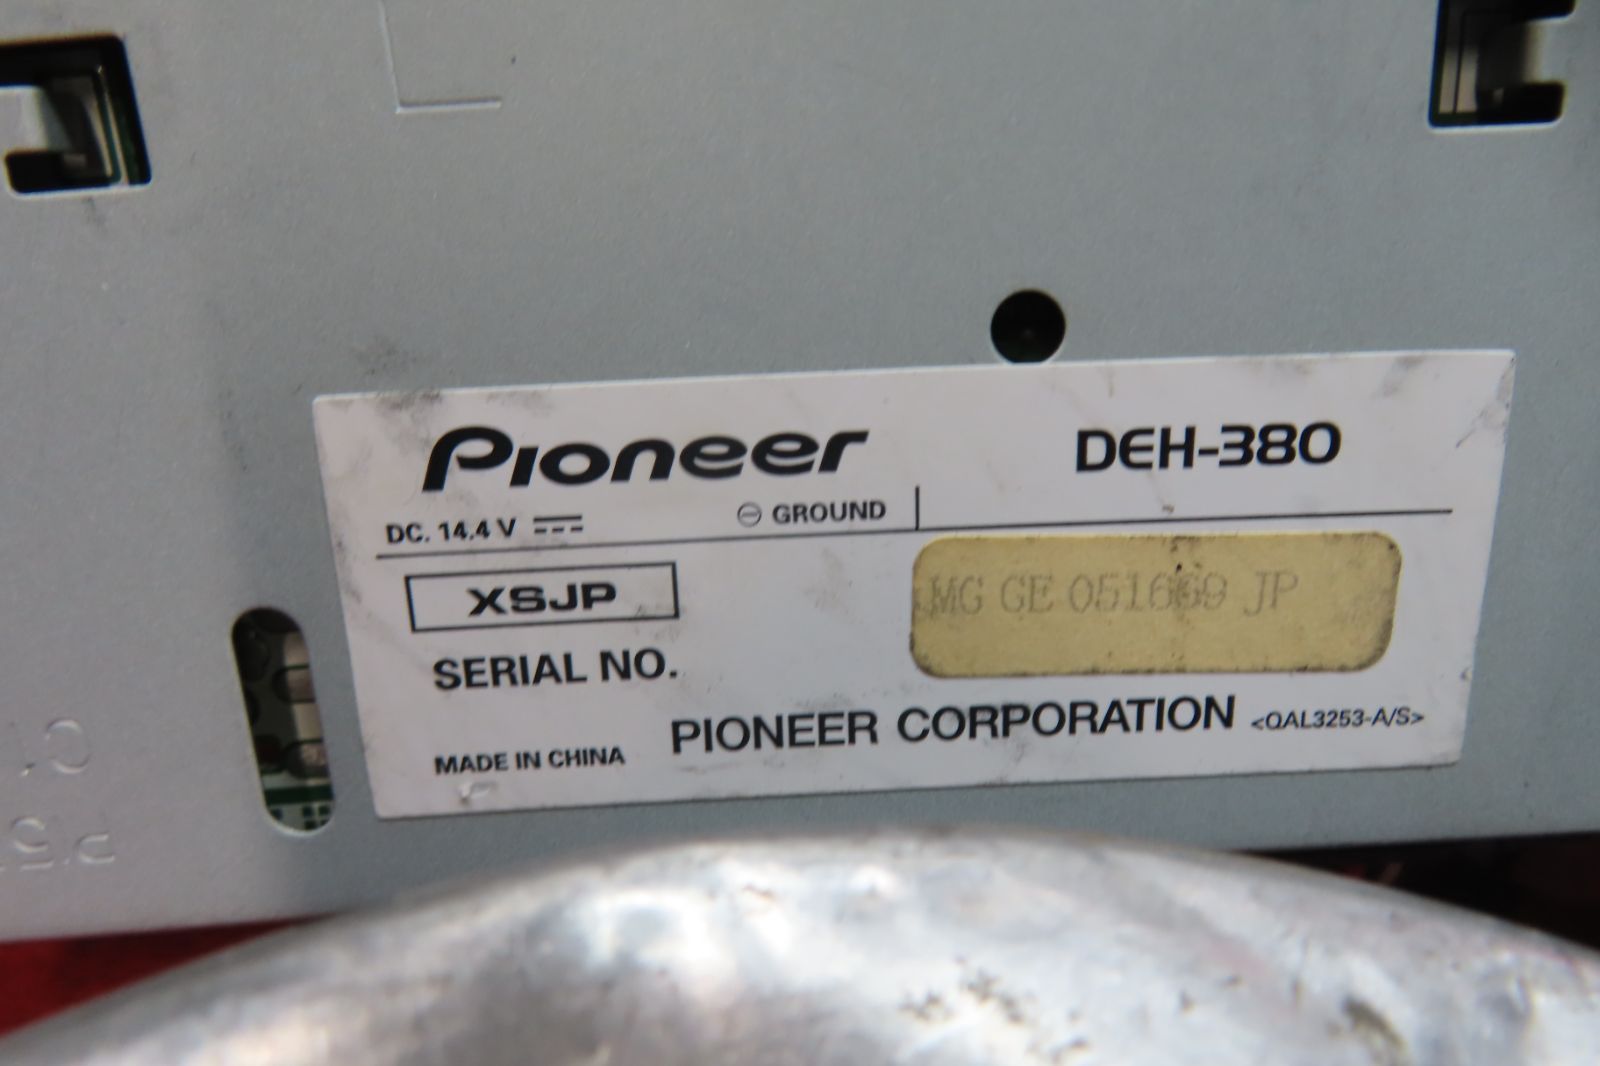 Pioneer DEH-380
DC. 14.4 V ⎓ ⊖ GROUND
XSJP
MG GE 051669 JP
SERIAL NO.
PIONEER CORPORATION <QAL3253-A/S>
MADE IN CHINA